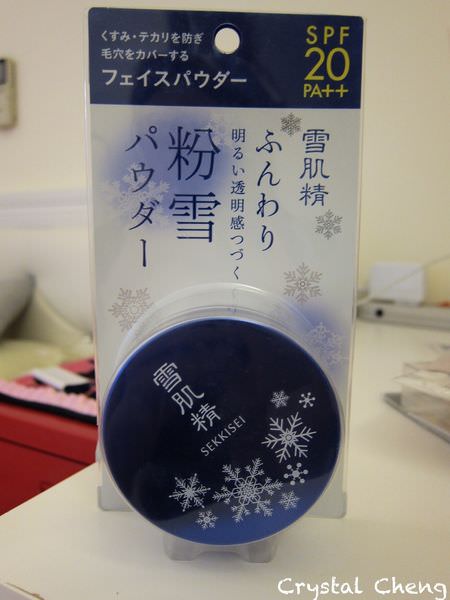 くすみ・テカリを防ぎ
毛穴をカバーする
フェイスパウダー
SPF
20
PA++
雪肌精
ふんわり
明るい透明感つづく
粉雪
パウダー
雪肌精
SEKKISEI
Crystal Cheng